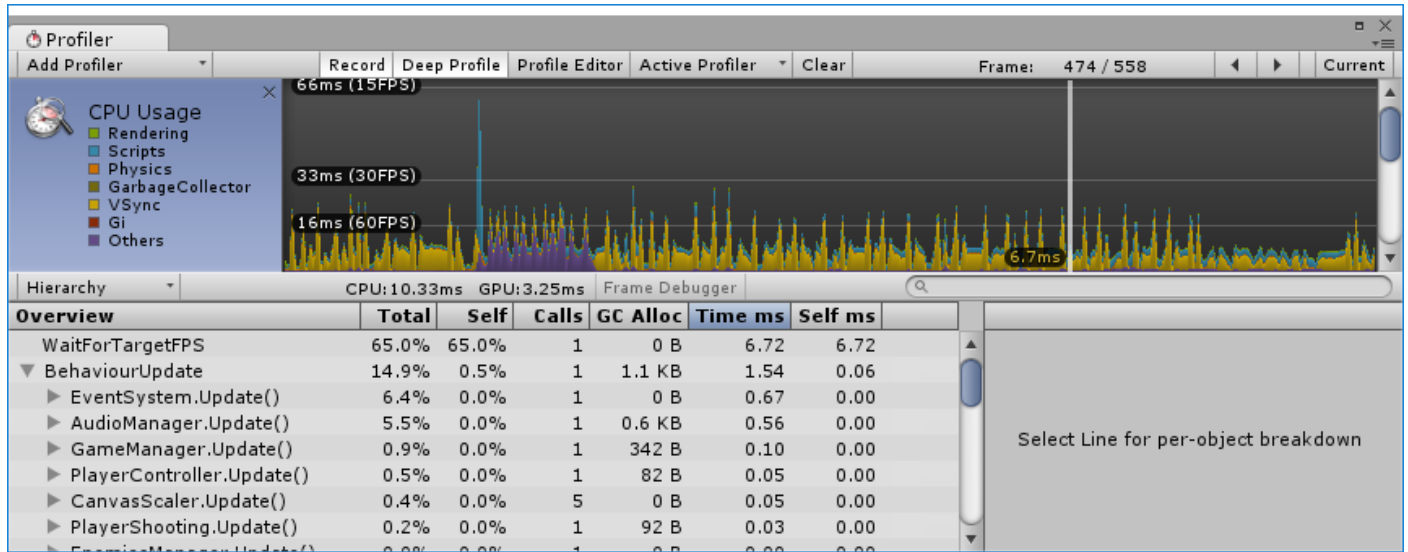 Profiler
Add Profiler Record Deep Profile Profile Editor Active Profiler Clear Frame: 474 / 558 Current
CPU Usage
Rendering
Scripts
Physics
GarbageCollector
VSync
Gi
Others
66ms (15FPS)
33ms (30FPS)
16ms (60FPS)
6.7ms
Hierarchy CPU:10.33ms GPU:3.25ms Frame Debugger
Overview Total Self Calls GC Alloc Time ms Self ms
WaitForTargetFPS 65.0% 65.0% 1 0 B 6.72 6.72
BehaviourUpdate 14.9% 0.5% 1 1.1 KB 1.54 0.06
EventSystem.Update() 6.4% 0.0% 1 0 B 0.67 0.00
AudioManager.Update() 5.5% 0.0% 1 0.6 KB 0.56 0.00
GameManager.Update() 0.9% 0.0% 1 342 B 0.10 0.00
PlayerController.Update() 0.5% 0.0% 1 82 B 0.05 0.00
CanvasScaler.Update() 0.4% 0.0% 5 0 B 0.05 0.00
PlayerShooting.Update() 0.2% 0.0% 1 92 B 0.03 0.00
Select Line for per-object breakdown